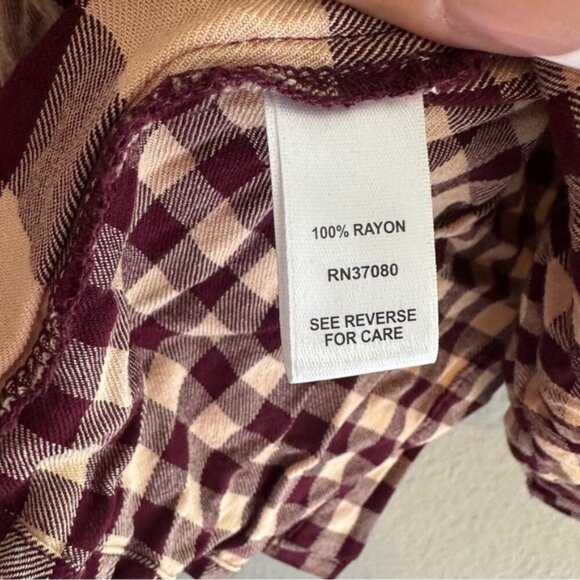 100% RAYON
RN37080
SEE REVERSE
FOR CARE